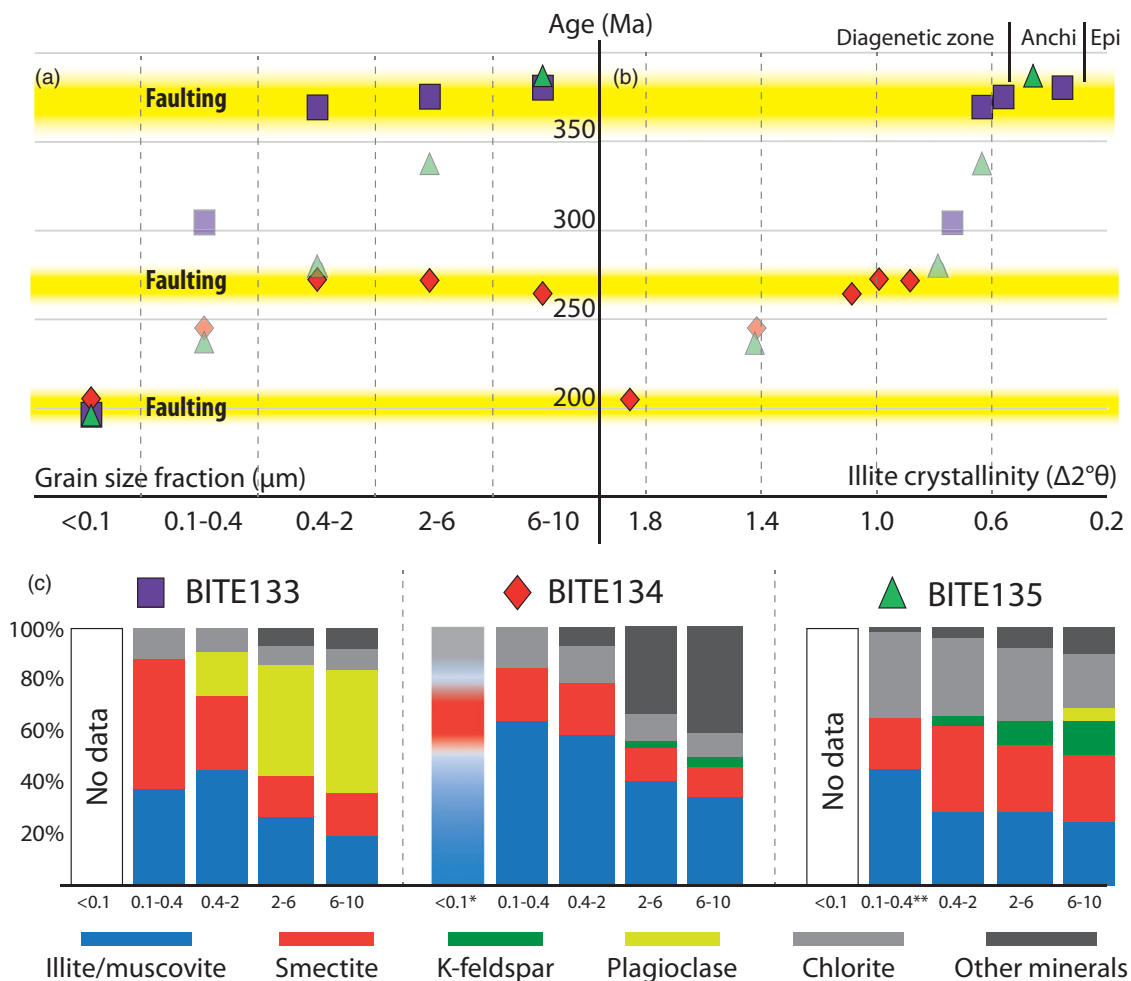 Age (Ma)
Diagenetic zone
Anchi
Epi
(a)
(b)
Faulting
350
300
Faulting
250
Faulting
200
Grain size fraction (µm)
Illite crystallinity (Δ2°θ)
<0.1 0.1-0.4 0.4-2 2-6 6-10
1.8 1.4 1.0 0.6 0.2
(c)
BITE133
BITE134
BITE135
100%
80%
60%
40%
20%
No data
No data
<0.1 0.1-0.4 0.4-2 2-6 6-10
<0.1* 0.1-0.4 0.4-2 2-6 6-10
<0.1 0.1-0.4** 0.4-2 2-6 6-10
Illite/muscovite Smectite K-feldspar Plagioclase Chlorite Other minerals